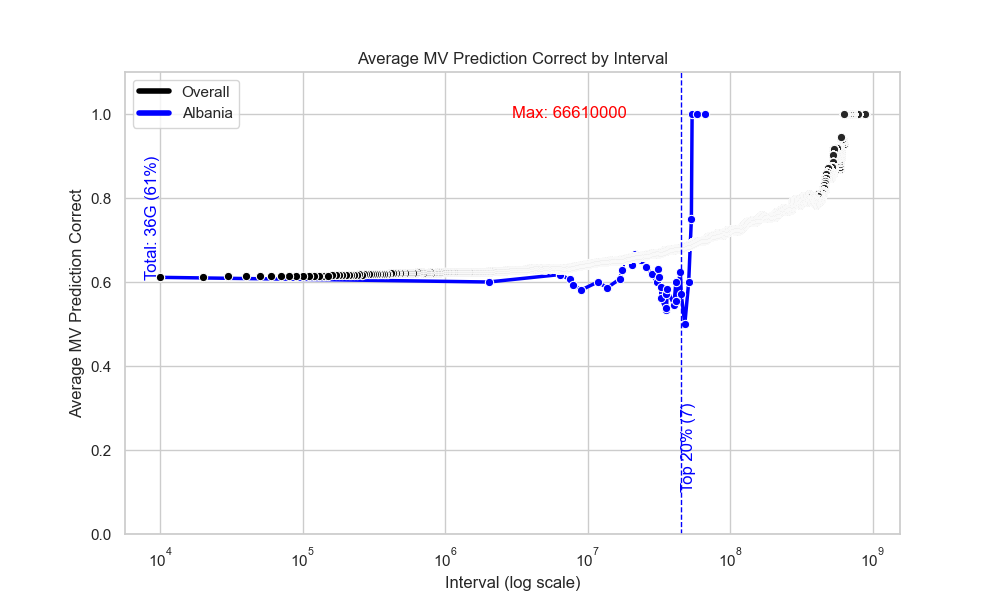 Average MV Prediction Correct by Interval
Overall
Albania
Max: 66610000
Total: 36G (61%)
Top 20% (7)
Average MV Prediction Correct
1.0
0.8
0.6
0.4
0.2
0.0
10^4
10^5
10^6
10^7
10^8
10^9
Interval (log scale)